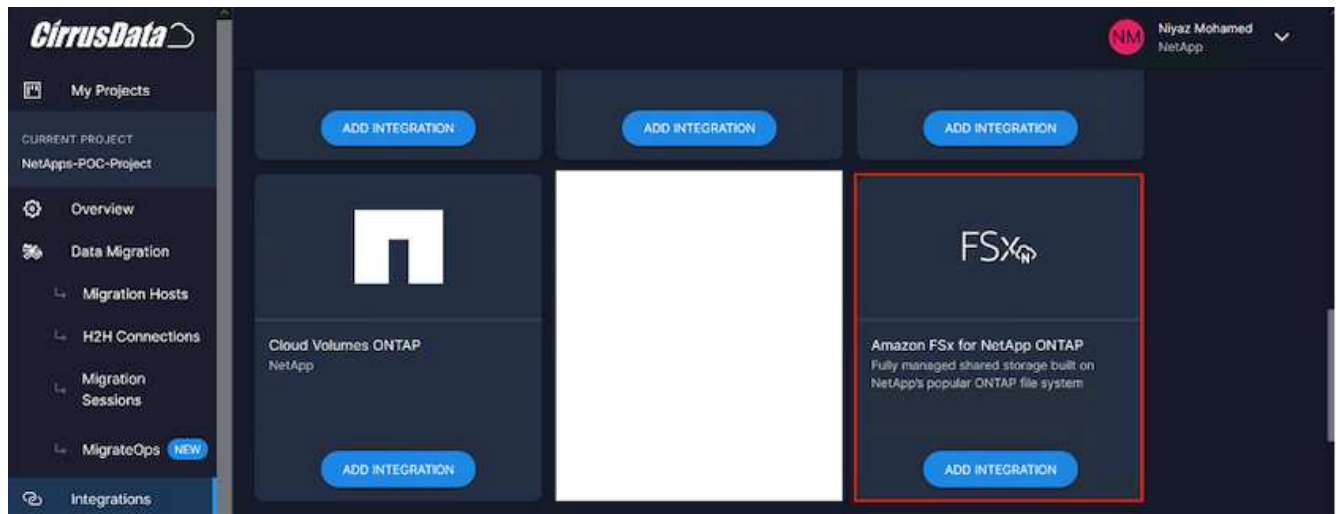 CirrusData
NM
Niyaz Mohamed
NetApp
My Projects
CURRENT PROJECT
NetApps-POC-Project
Overview
Data Migration
Migration Hosts
H2H Connections
Migration
Sessions
MigrateOps NEW
Integrations
ADD INTEGRATION
ADD INTEGRATION
ADD INTEGRATION
Cloud Volumes ONTAP
NetApp
ADD INTEGRATION
FSxN
Amazon FSx for NetApp ONTAP
Fully managed shared storage built on
NetApp's popular ONTAP file system
ADD INTEGRATION